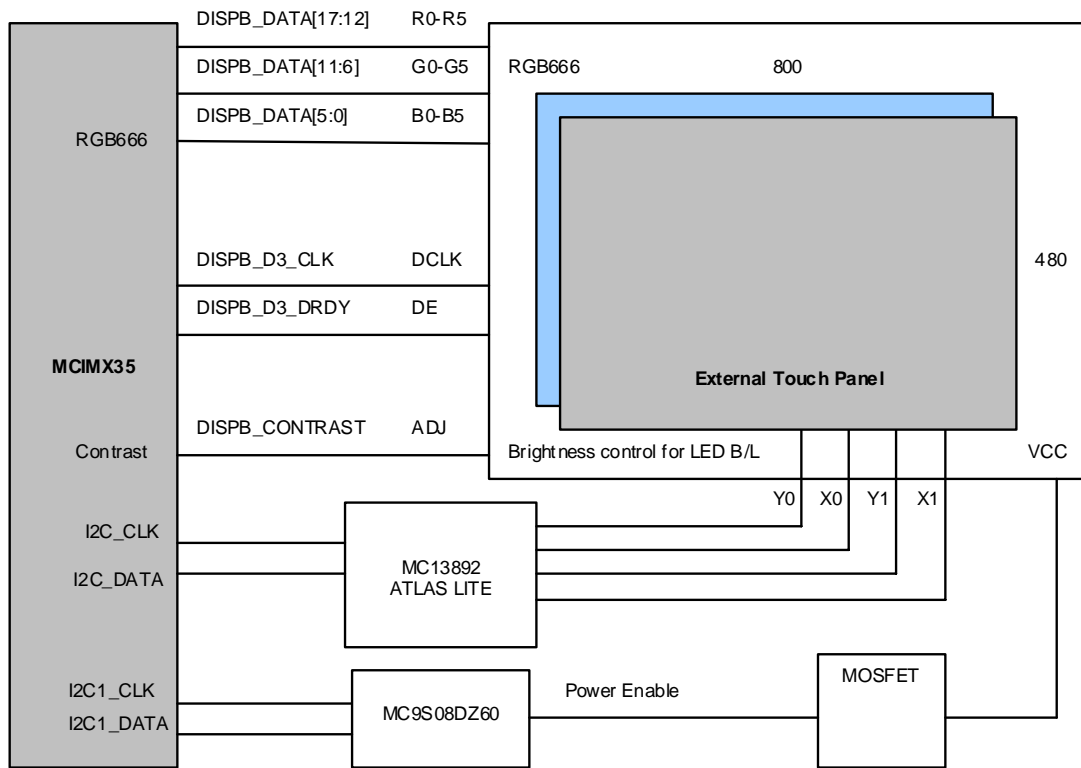 DISPB_DATA[17:12] R0-R5
DISPB_DATA[11:6] G0-G5
RGB666 800
DISPB_DATA[5:0] B0-B5
RGB666
DISPB_D3_CLK DCLK
480
DISPB_D3_DRDY DE
MCIMX35
External Touch Panel
DISPB_CONTRAST ADJ
Contrast
Brightness control for LED B/L
VCC
Y0 X0 Y1 X1
I2C_CLK
I2C_DATA
MC13892
ATLAS LITE
I2C1_CLK
I2C1_DATA
MC9S08DZ60
Power Enable
MOSFET